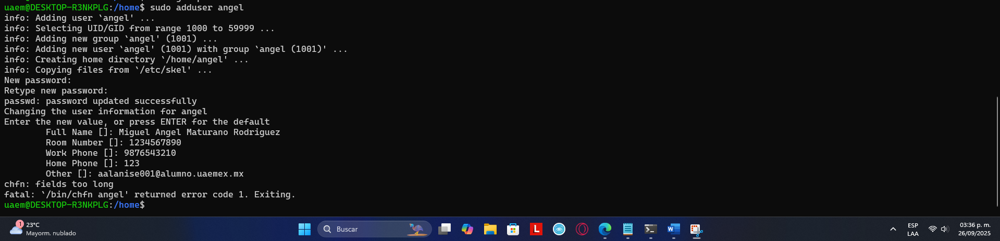 uaem@DESKTOP-R3NKPLG:/home$ sudo adduser angel
info: Adding user `angel' ...
info: Selecting UID/GID from range 1000 to 59999 ...
info: Adding new group `angel' (1001) ...
info: Adding new user `angel' (1001) with group `angel (1001)' ...
info: Creating home directory `/home/angel' ...
info: Copying files from `/etc/skel' ...
New password:
Retype new password:
passwd: password updated successfully
Changing the user information for angel
Enter the new value, or press ENTER for the default
Full Name []: Miguel Angel Maturano Rodriguez
Room Number []: 1234567890
Work Phone []: 9876543210
Home Phone []: 123
Other []: aalanise001@alumno.uaemex.mx
chfn: fields too long
fatal: `/bin/chfn angel' returned error code 1. Exiting.
uaem@DESKTOP-R3NKPLG:/home$
1
23°C
Mayorm. nublado
Buscar
L
W
ESP
LAA
03:36 p. m.
26/09/2025